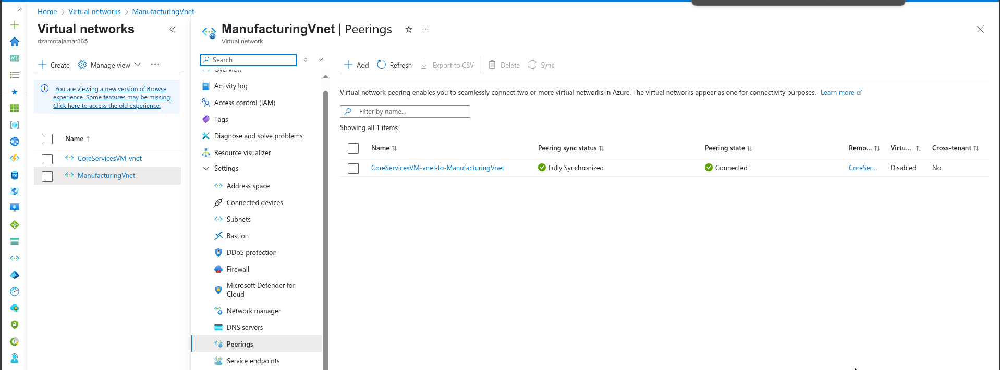 Home > Virtual networks > ManufacturingVnet
Virtual networks
dzamotajamar365
Create
Manage view
You are viewing a new version of Browse
experience. Some features may be missing.
Click here to access the old experience.
Name ↑
CoreServicesVM-vnet
ManufacturingVnet
ManufacturingVnet | Peerings
Virtual network
Search
Overview
Activity log
Access control (IAM)
Tags
Diagnose and solve problems
Resource visualizer
Settings
Address space
Connected devices
Subnets
Bastion
DDoS protection
Firewall
Microsoft Defender for
Cloud
Network manager
DNS servers
Peerings
Service endpoints
Add Refresh Export to CSV Delete Sync
Virtual network peering enables you to seamlessly connect two or more virtual networks in Azure. The virtual networks appear as one for connectivity purposes. Learn more
Filter by name...
Showing all 1 items
Name Peering sync status Peering state Remo... Virtu... Cross-tenant
CoreServicesVM-vnet-to-ManufacturingVnet Fully Synchronized Connected CoreSer... Disabled No